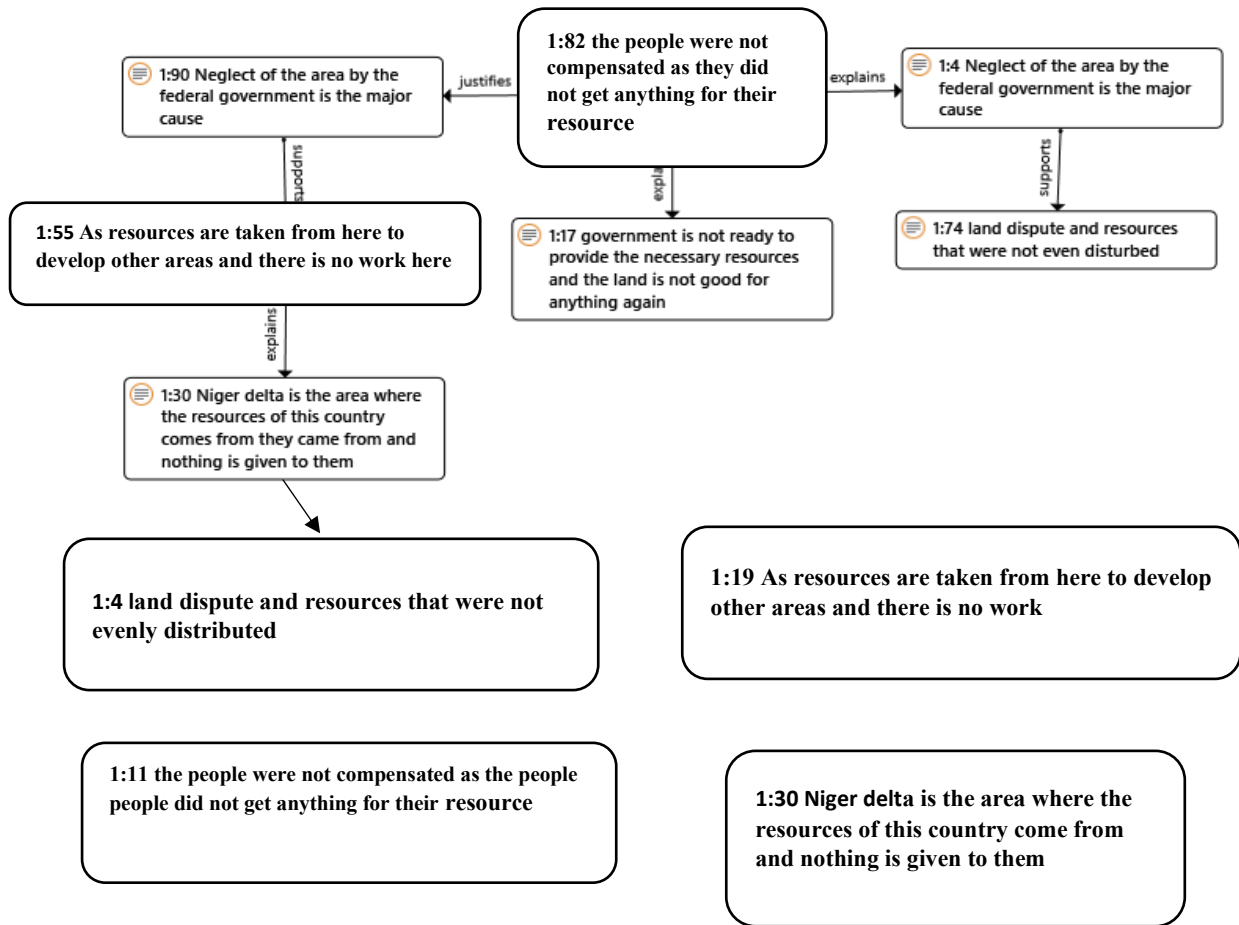 1:82 the people were not
compensated as they did
not get anything for their
resource
1:90 Neglect of the area by the
federal government is the major
cause
justifies
explains
1:4 Neglect of the area by the
federal government is the major
cause
supports
explai
supports
1:55 As resources are taken from here to
develop other areas and there is no work here
1:17 government is not ready to
provide the necessary resources
and the land is not good for
anything again
1:74 land dispute and resources
that were not even disturbed
explains
1:30 Niger delta is the area where
the resources of this country
comes from they came from and
nothing is given to them
1:4 land dispute and resources that were not
evenly distributed
1:19 As resources are taken from here to develop
other areas and there is no work
1:11 the people were not compensated as the people
people did not get anything for their resource
1:30 Niger delta is the area where the
resources of this country come from
and nothing is given to them